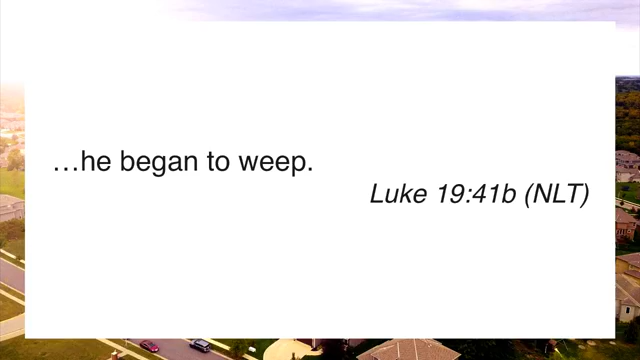 …he began to weep.
Luke 19:41b (NLT)